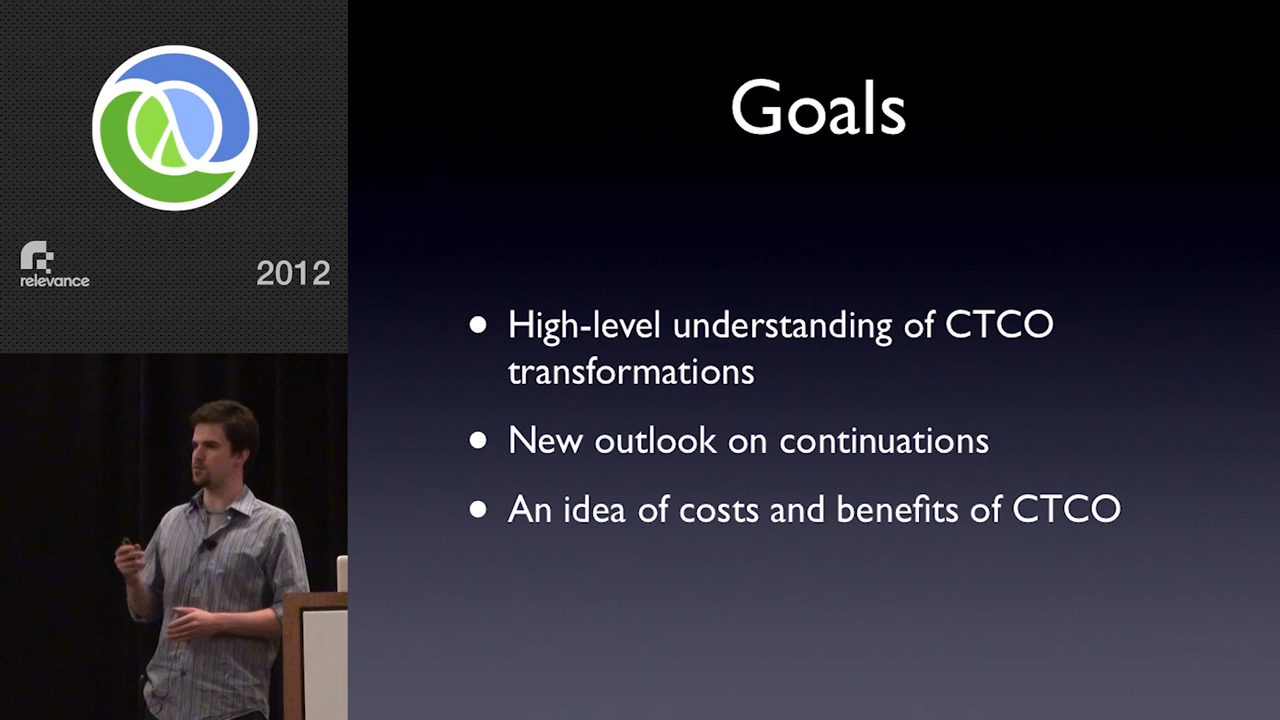 relevance
2012
Goals
• High-level understanding of CTCO
transformations
• New outlook on continuations
• An idea of costs and benefits of CTCO